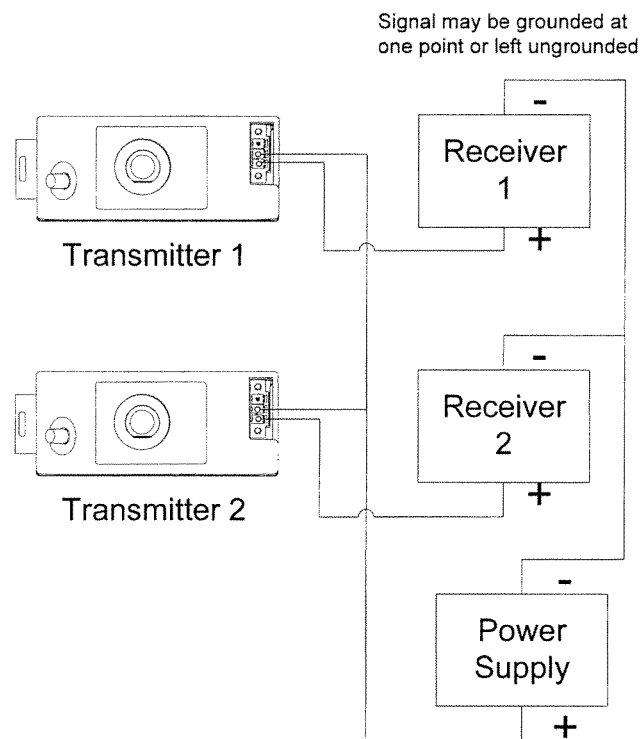 Signal may be grounded at
one point or left ungrounded
-
Receiver
1
+
Transmitter 1
-
Receiver
2
+
Transmitter 2
-
Power
Supply
+